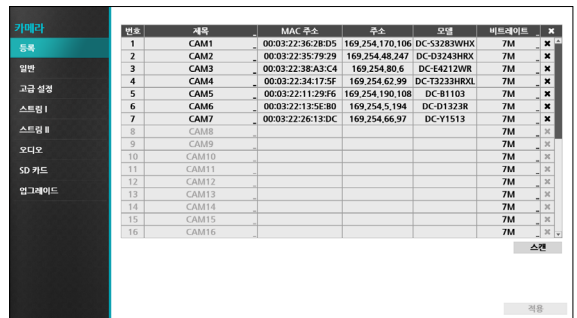 카메라
등록
일반
고급 설정
스트림 I
스트림 II
오디오
SD 카드
업그레이드
번호 제목 MAC 주소 주소 모델 비트레이트 ×
1 CAM1 00:03:22:36:2B:D5 169,254,170,106 DC-S3283WHX 7M ×
2 CAM2 00:03:22:35:79:29 169,254,48,247 DC-D3243HRX 7M ×
3 CAM3 00:03:22:38:A3:C4 169,254,80,6 DC-E4212WR 7M ×
4 CAM4 00:03:22:34:17:5F 169,254,62,99 DC-T3233HRXL 7M ×
5 CAM5 00:03:22:11:29:F6 169,254,190,108 DC-B1103 7M ×
6 CAM6 00:03:22:13:5E:B0 169,254,5,194 DC-D1323R 7M ×
7 CAM7 00:03:22:26:13:DC 169,254,66,97 DC-Y1513 7M ×
8 CAM8 7M ×
9 CAM9 7M ×
10 CAM10 7M ×
11 CAM11 7M ×
12 CAM12 7M ×
13 CAM13 7M ×
14 CAM14 7M ×
15 CAM15 7M ×
16 CAM16 7M ×
스캔
적용